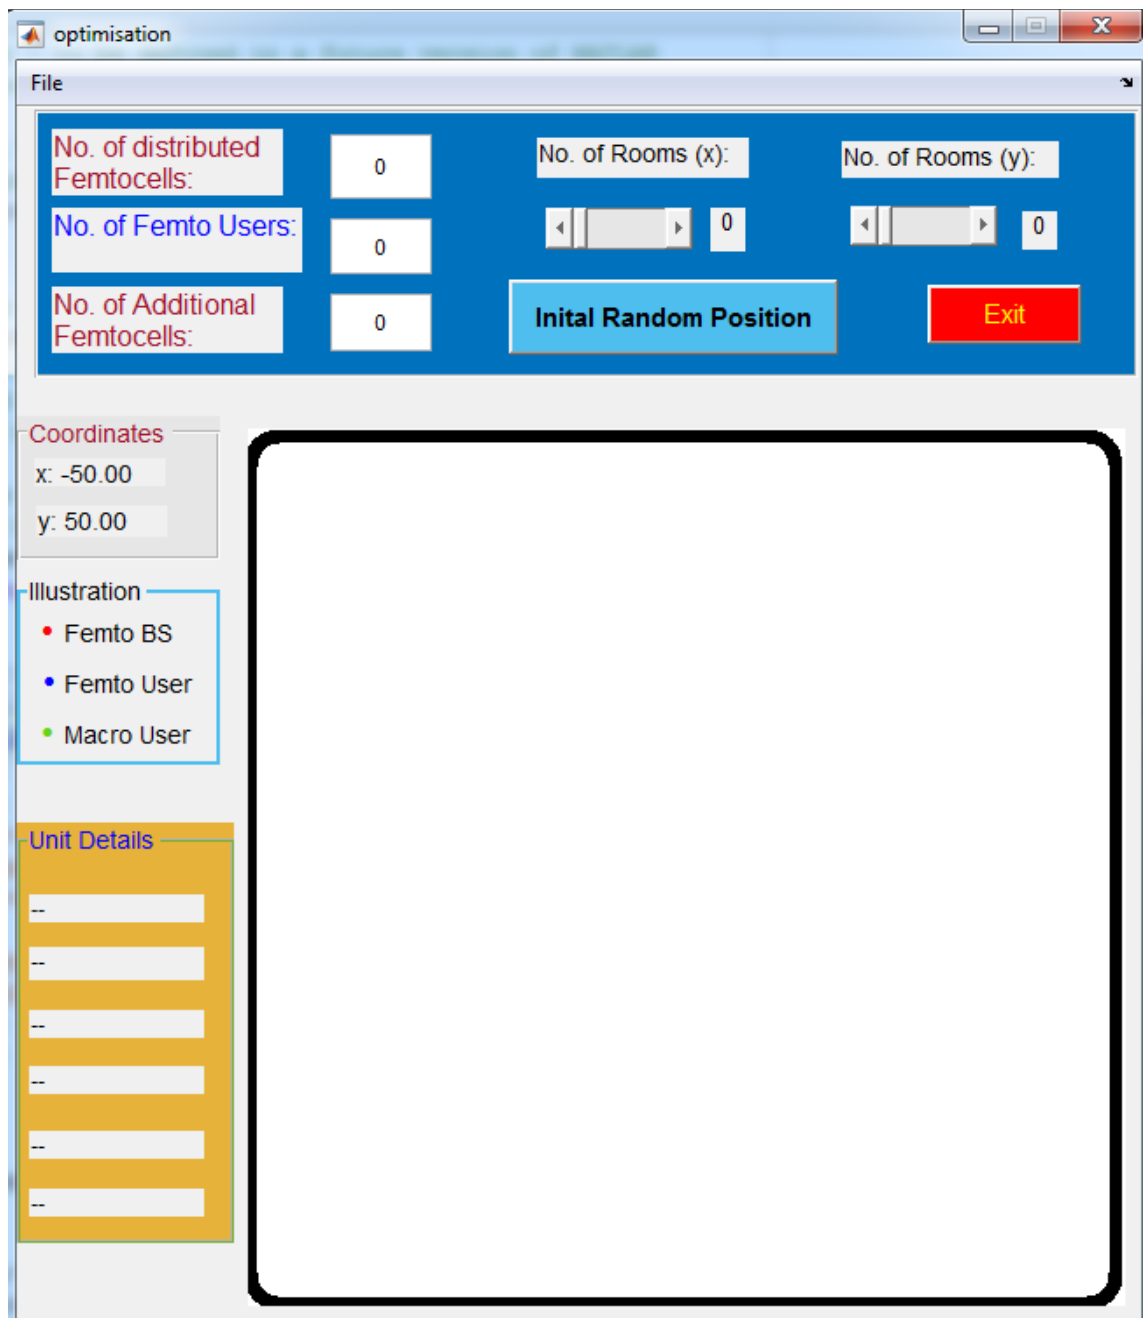 optimisation
File
No. of distributed
Femtocells:
0
No. of Rooms (x):
No. of Rooms (y):
No. of Femto Users:
0
0
0
No. of Additional
Femtocells:
0
Inital Random Position
Exit
Coordinates
x: -50.00
y: 50.00
Illustration
Femto BS
Femto User
Macro User
Unit Details
--
--
--
--
--
--